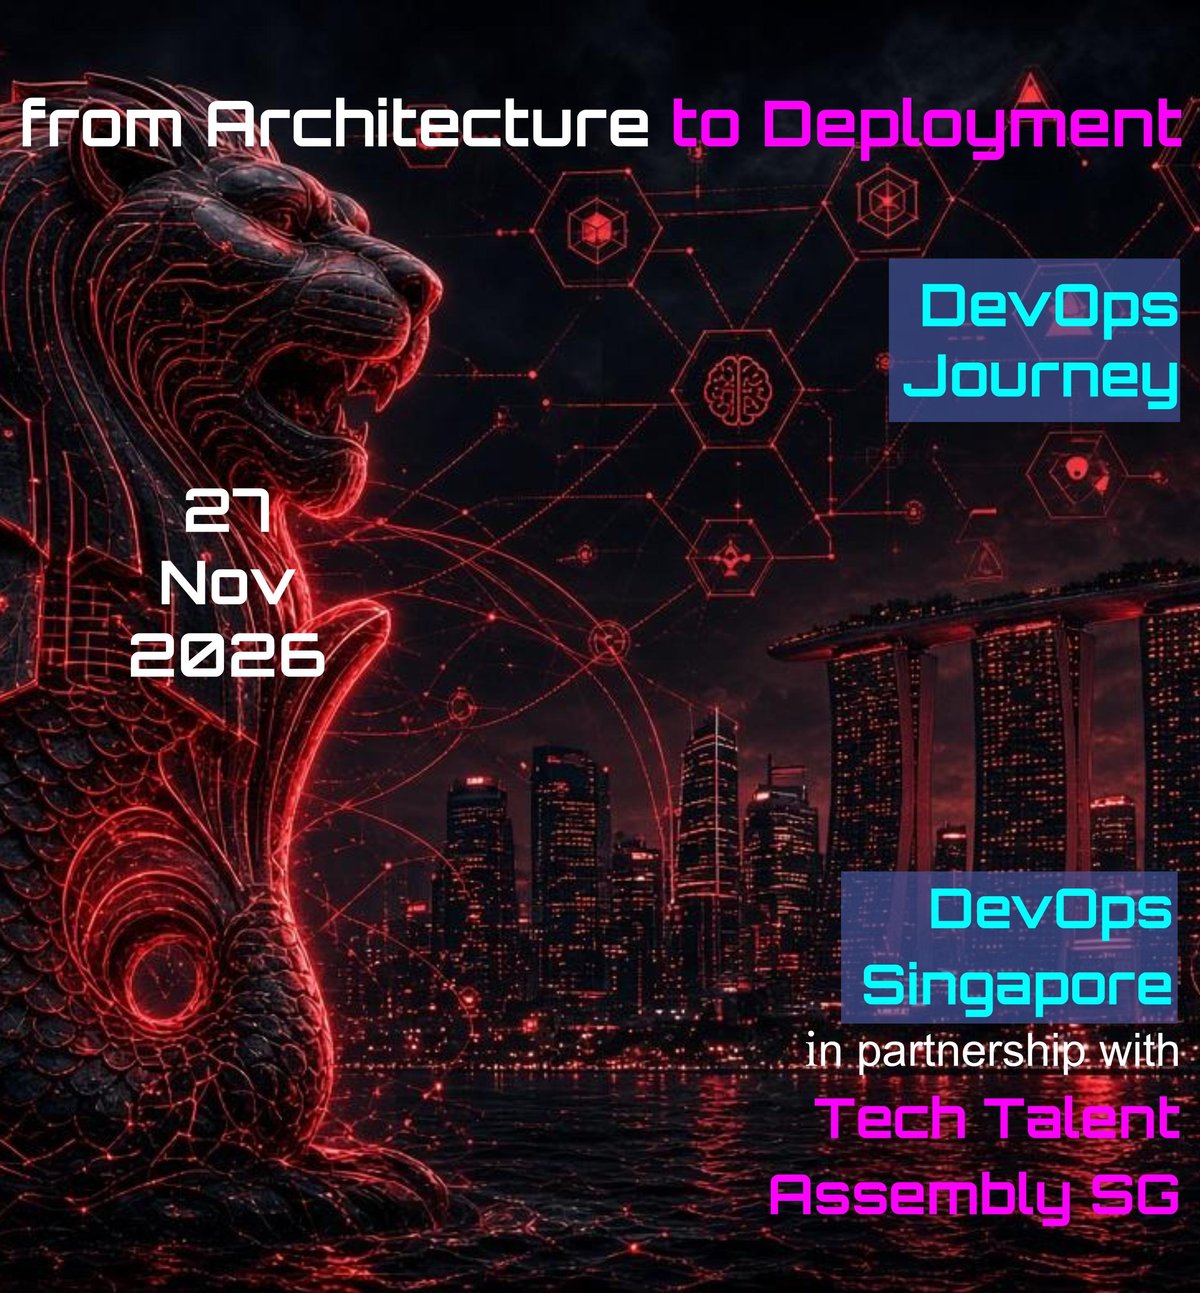 from Architecture to Deployment
DevOps
Journey
27
Nov
2026
DevOps
Singapore
in partnership with
Tech Talent
Assembly SG